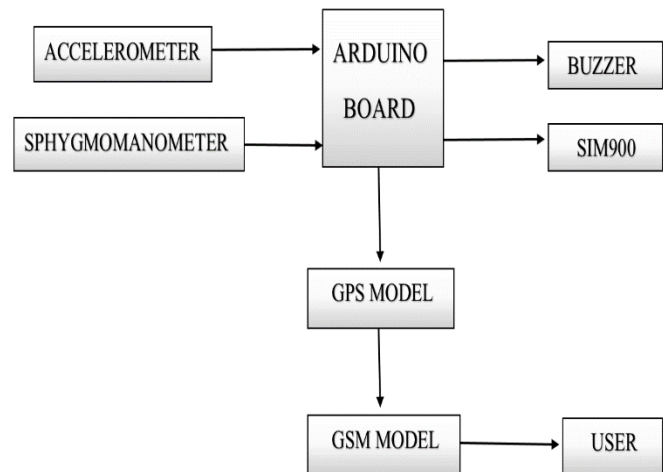 ACCELEROMETER
ARDUINO
BOARD
BUZZER
SPHYGMOMANOMETER
SIM900
GPS MODEL
GSM MODEL
USER